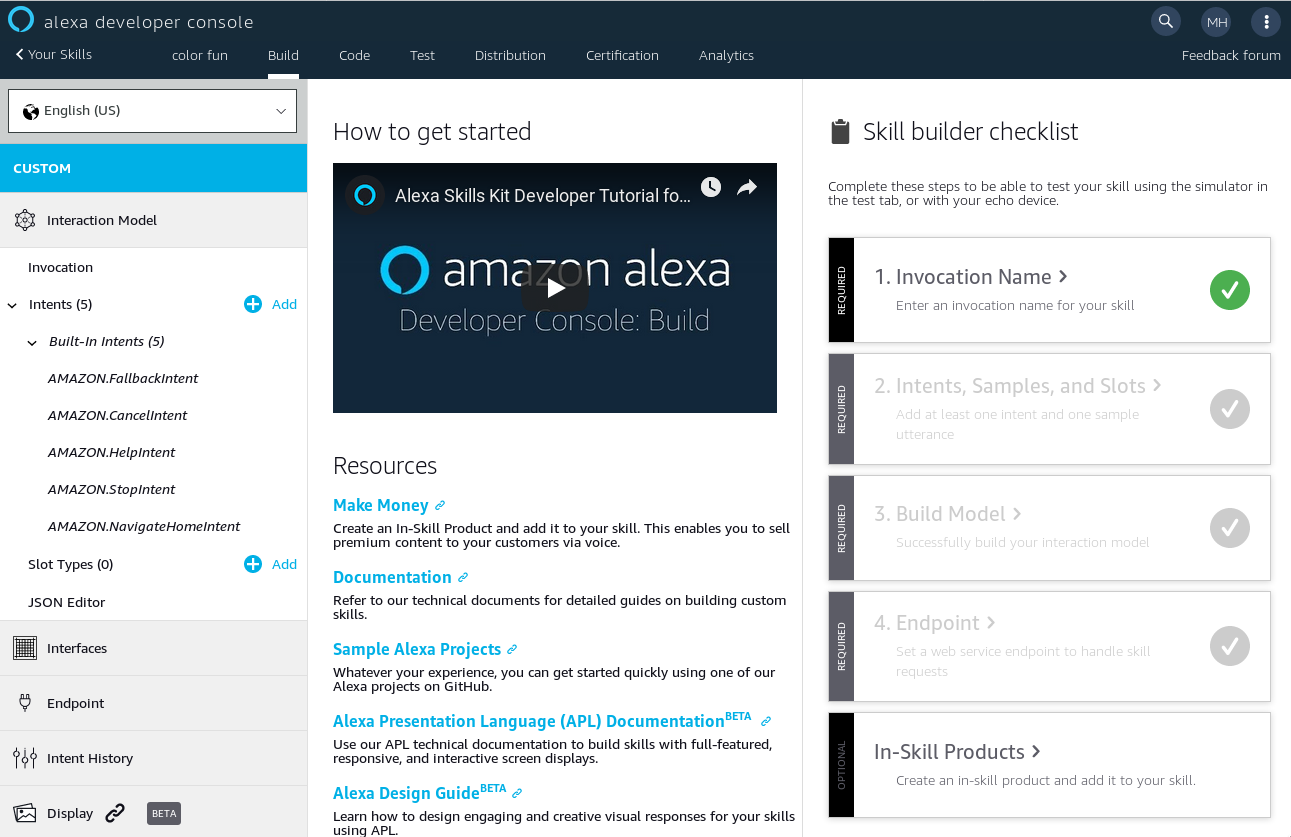 alexa developer console
MH
Your Skills
color fun
Build
Code
Test
Distribution
Certification
Analytics
Feedback forum
English (US)
CUSTOM
Interaction Model
Invocation
Intents (5)
Add
Built-In Intents (5)
AMAZON.FallbackIntent
AMAZON.CancelIntent
AMAZON.HelpIntent
AMAZON.StopIntent
AMAZON.NavigateHomeIntent
Slot Types (0)
Add
JSON Editor
Interfaces
Endpoint
Intent History
Display
BETA
How to get started
Alexa Skills Kit Developer Tutorial fo...
amazon alexa
Developer Console: Build
Resources
Make Money
Create an In-Skill Product and add it to your skill. This enables you to sell
premium content to your customers via voice.
Documentation
Refer to our technical documents for detailed guides on building custom
skills.
Sample Alexa Projects
Whatever your experience, you can get started quickly using one of our
Alexa projects on GitHub.
Alexa Presentation Language (APL) Documentation BETA
Use our APL technical documentation to build skills with full-featured,
responsive, and interactive screen displays.
Alexa Design Guide BETA
Learn how to design engaging and creative visual responses for your skills
using APL.
Skill builder checklist
Complete these steps to be able to test your skill using the simulator in
the test tab, or with your echo device.
REQUIRED
1. Invocation Name
Enter an invocation name for your skill
REQUIRED
2. Intents, Samples, and Slots
Add at least one intent and one sample
utterance
REQUIRED
3. Build Model
Successfully build your interaction model
REQUIRED
4. Endpoint
Set a web service endpoint to handle skill
requests
OPTIONAL
In-Skill Products
Create an in-skill product and add it to your skill.